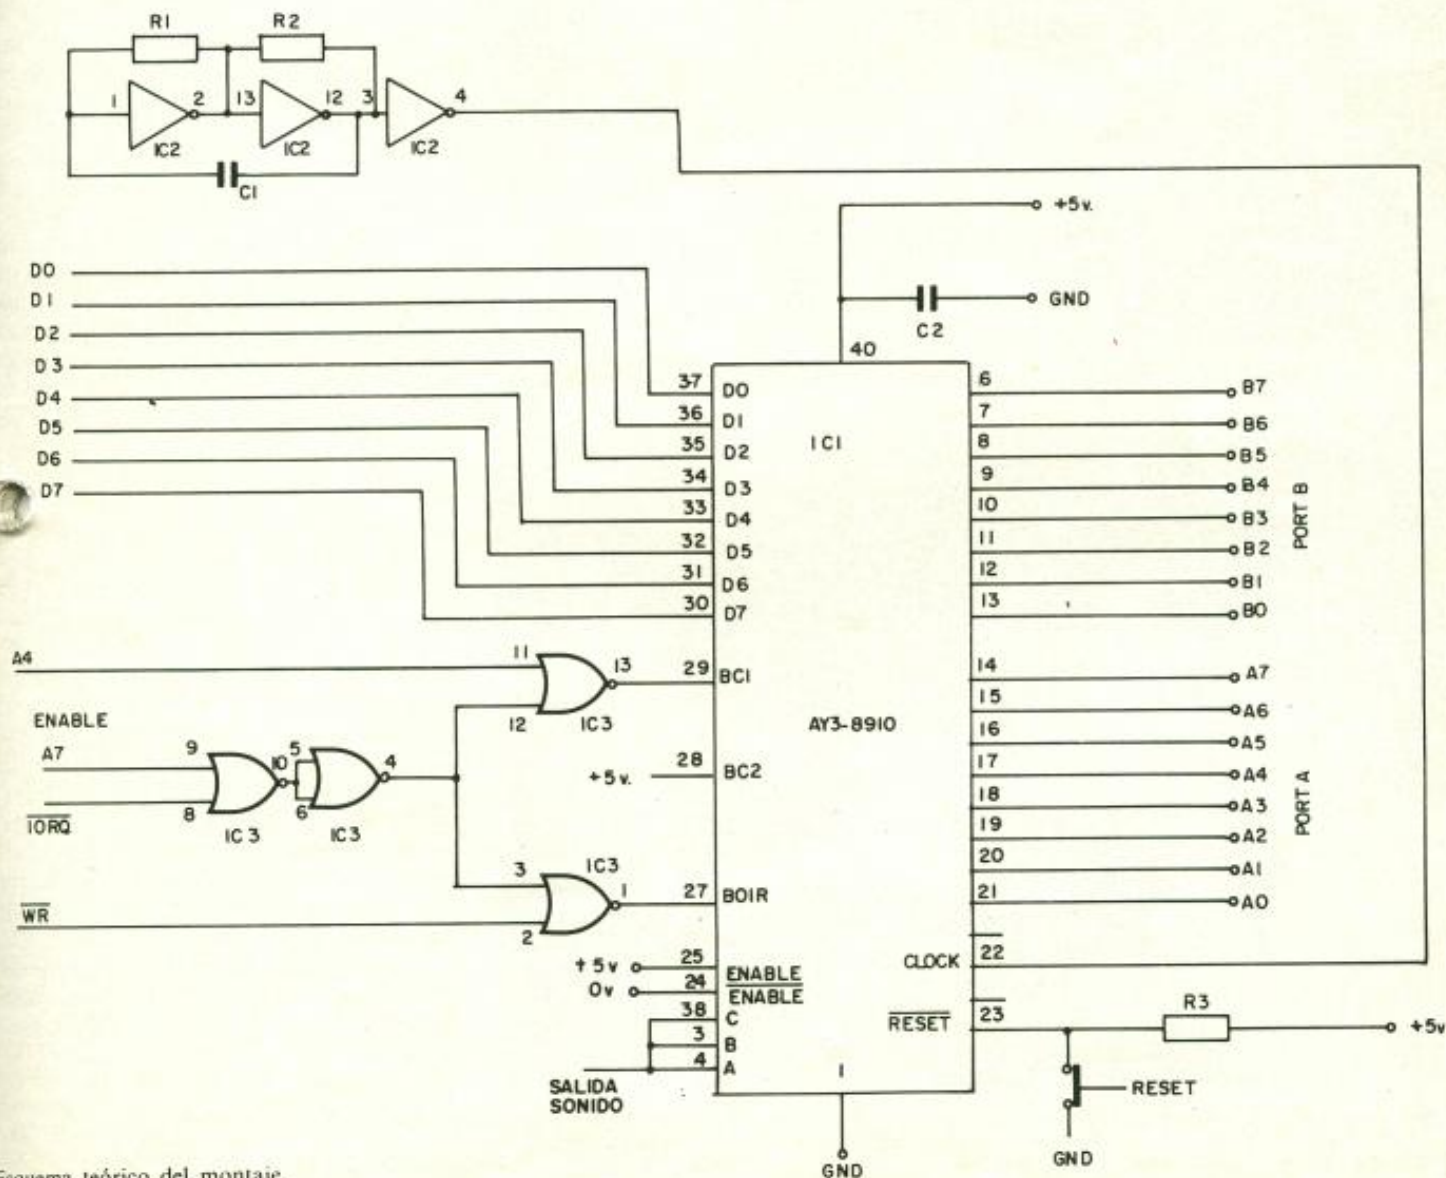 R1
R2
1
2
13
12
3
4
IC2
IC2
IC2
C1
+5v.
GND
C2
40
D0
D1
D2
D3
D4
D5
D6
D7
37 D0
36 D1
35 D2
34 D3
33 D4
32 D5
31 D6
30 D7
IC1
AY3-8910
6 B7
7 B6
8 B5
9 B4
10 B3
11 B2
12 B1
13 B0
PORT B
14 A7
15 A6
16 A5
17 A4
18 A3
19 A2
20 A1
21 A0
PORT A
A4
11
12
13
IC3
29 BC1
ENABLE
A7
IORQ
9
8
10
IC3
5
6
4
IC3
+5v.
28 BC2
3
2
1
IC3
27 BOIR
WR
+5v 25 ENABLE
0v 24 ENABLE
38 C
3 B
4 A
SALIDA
SONIDO
CLOCK 22
RESET 23
R3
+5v
RESET
GND
1
GND
Esquema teórico del montaje